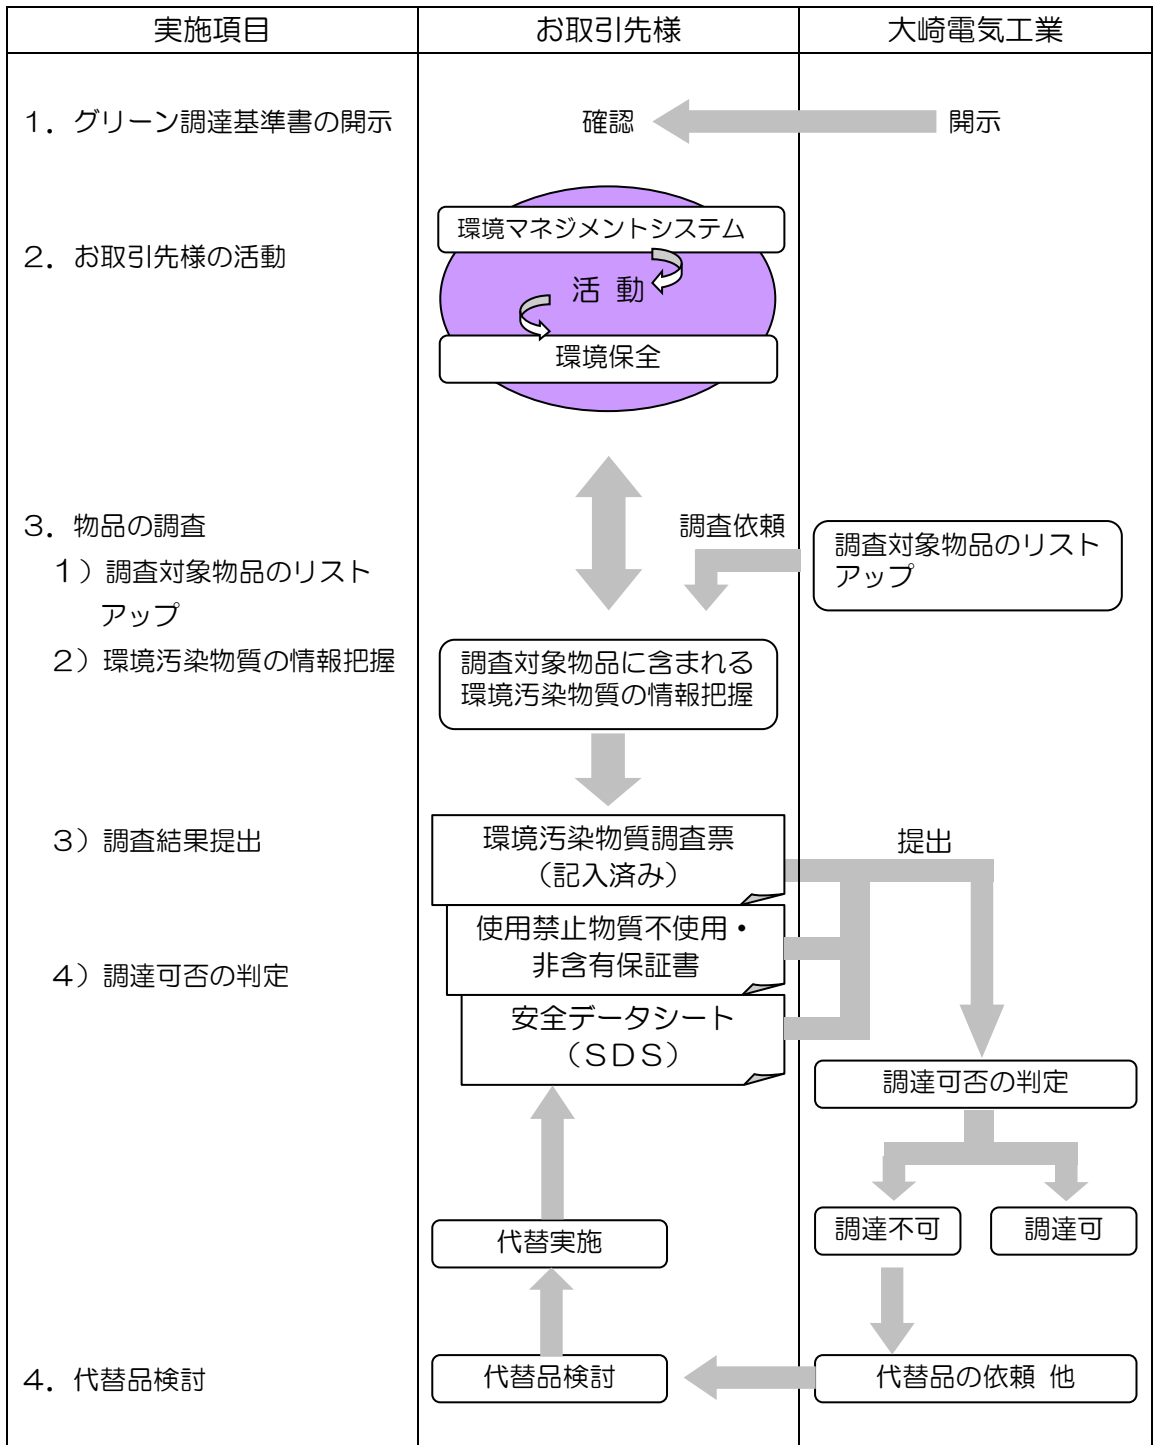 実施項目
お取引先様
大崎電気工業
１．グリーン調達基準書の開示
確認
開示
２．お取引先様の活動
環境マネジメントシステム
活 動
環境保全
３．物品の調査
調査依頼
調査対象物品のリスト
アップ
１）調査対象物品のリスト
アップ
２）環境汚染物質の情報把握
調査対象物品に含まれる
環境汚染物質の情報把握
３）調査結果提出
環境汚染物質調査票
（記入済み）
提出
使用禁止物質不使用・
非含有保証書
４）調達可否の判定
安全データシート
（ＳＤＳ）
調達可否の判定
調達不可
調達可
代替実施
４．代替品検討
代替品検討
代替品の依頼 他